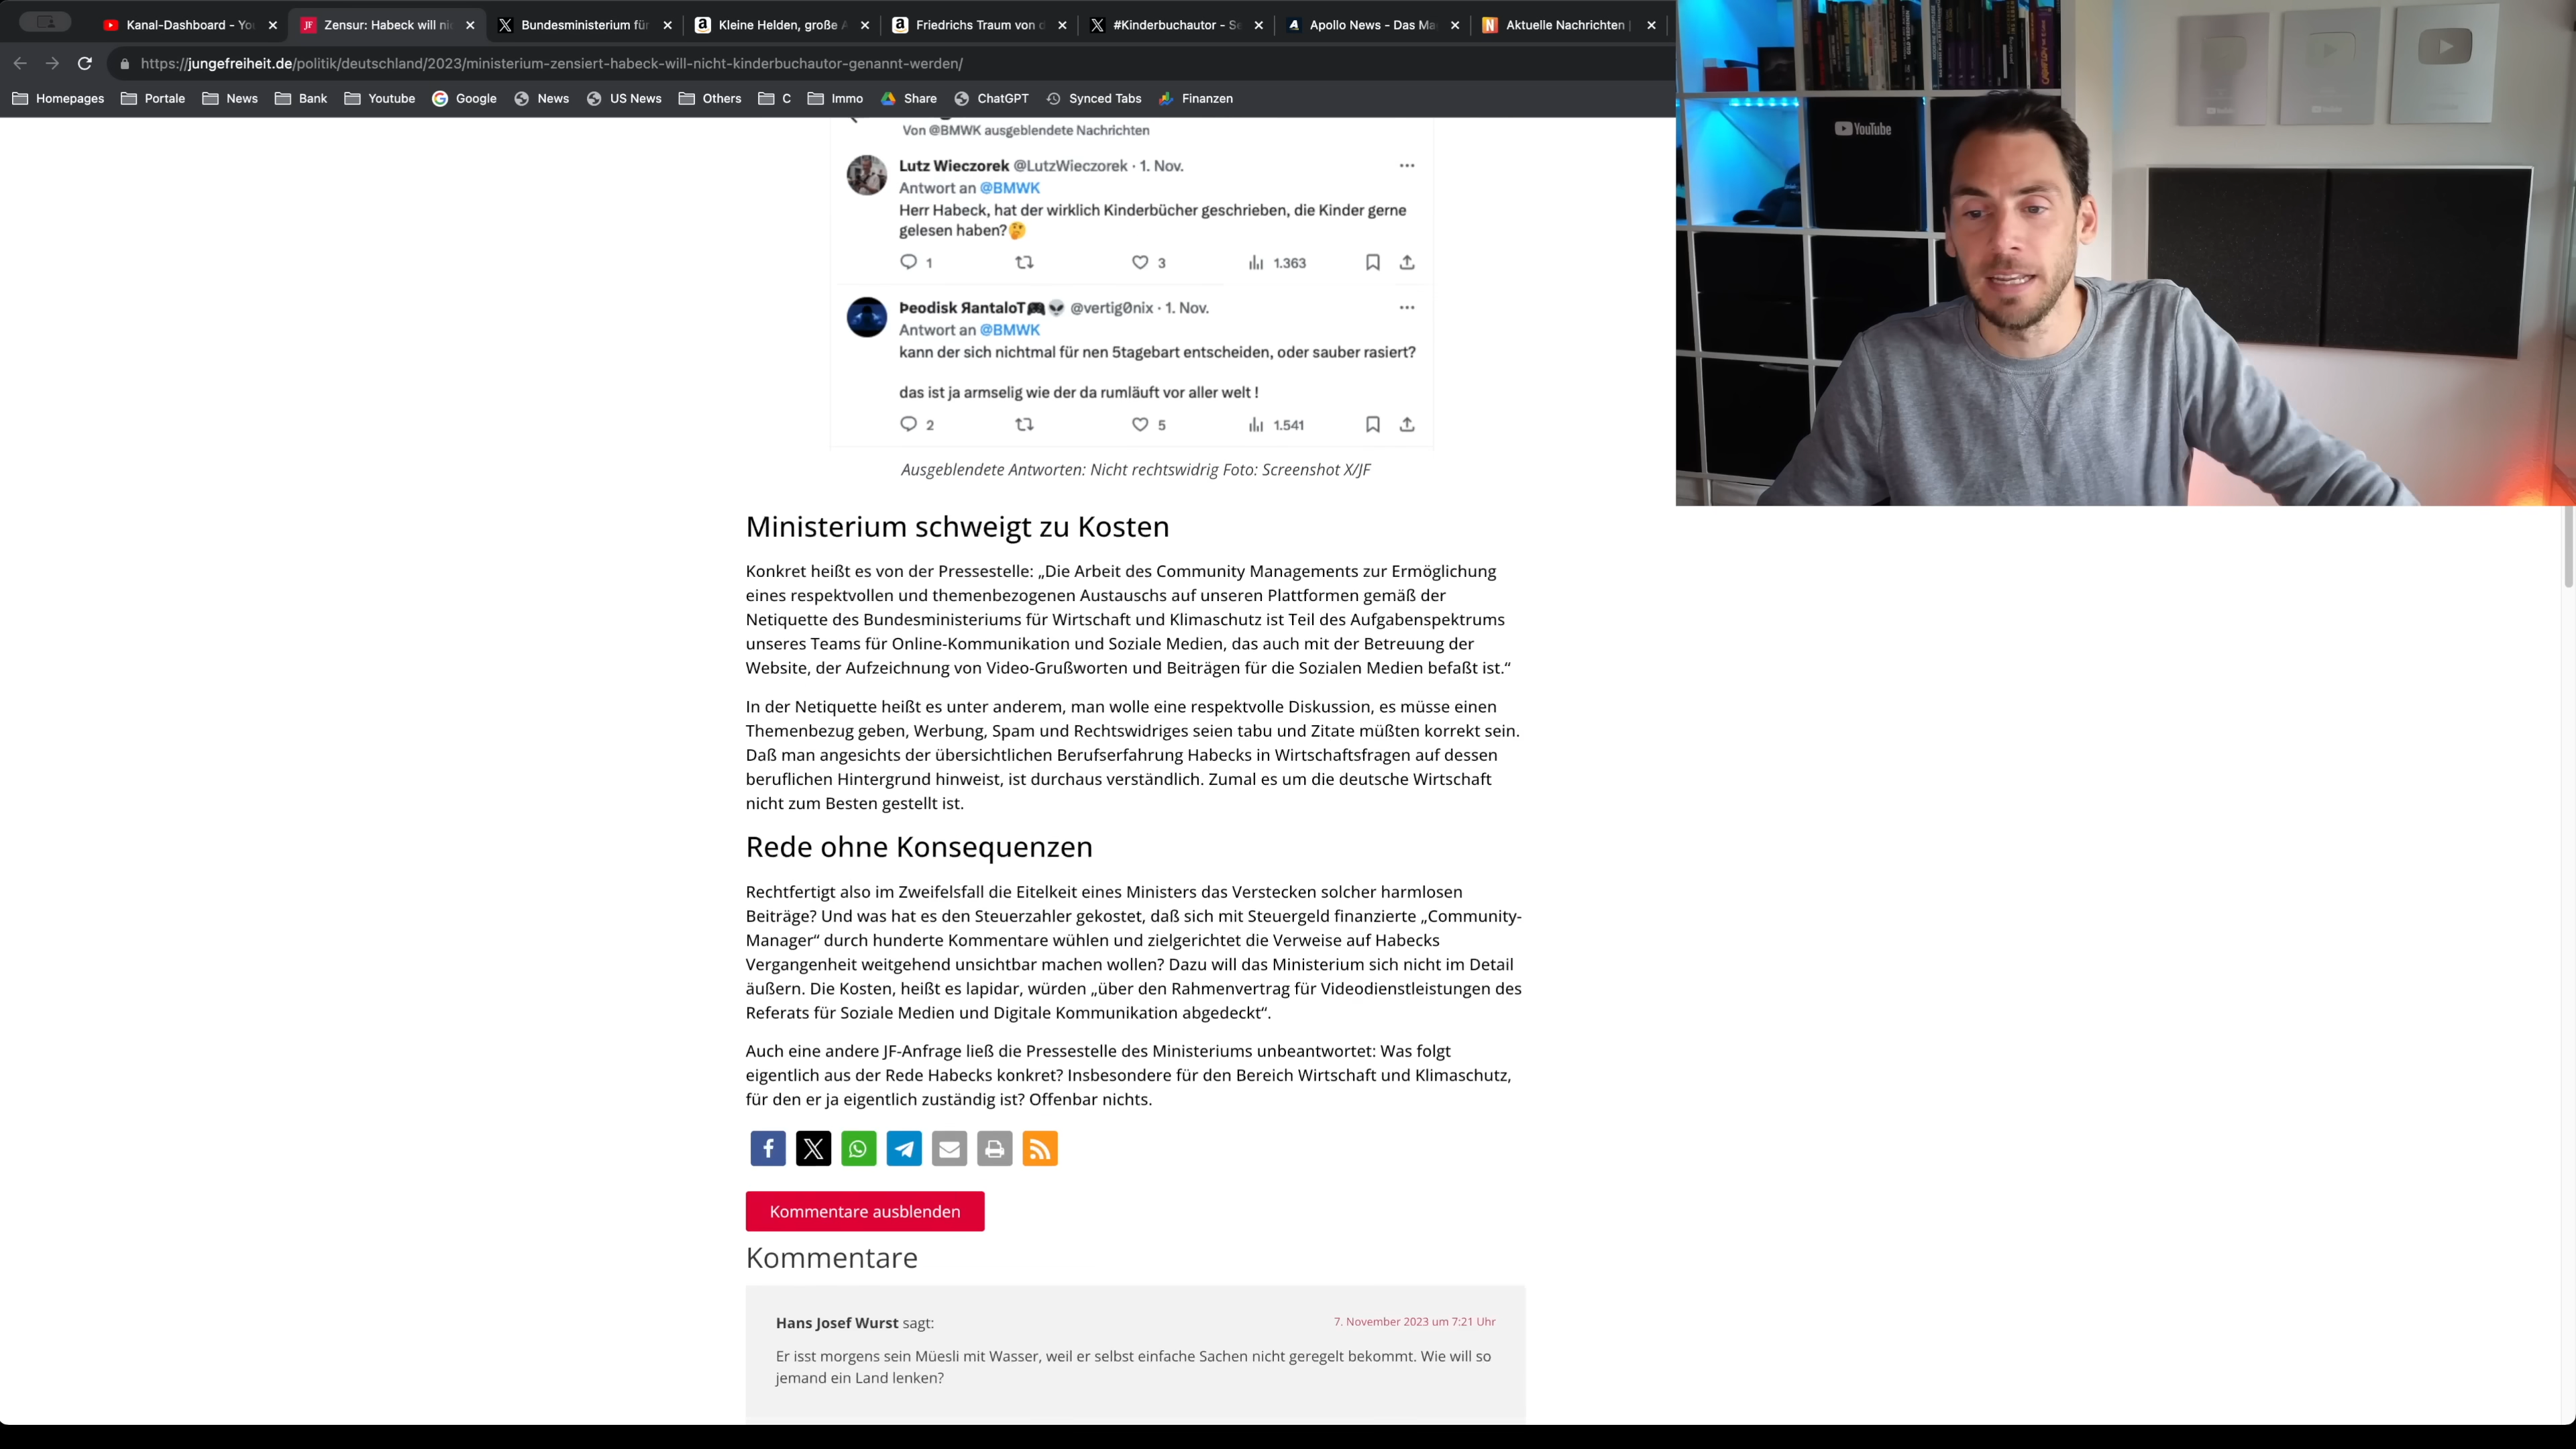 Kanal-Dashboard - Yo
Zensur: Habeck will ni
Bundesministerium für
Kleine Helden, große A
Friedrichs Traum von d
#Kinderbuchautor - Se
Apollo News - Das Ma
Aktuelle Nachrichten |
https://jungefreiheit.de/politik/deutschland/2023/ministerium-zensiert-habeck-will-nicht-kinderbuchautor-genannt-werden/
Homepages Portale News Bank Youtube Google News US News Others C Immo Share ChatGPT Synced Tabs Finanzen
YouTube
Von @BMWK ausgeblendete Nachrichten
Lutz Wieczorek @LutzWieczorek · 1. Nov.
Antwort an @BMWK
Herr Habeck, hat der wirklich Kinderbücher geschrieben, die Kinder gerne
gelesen haben?🤔
1 3 1.363
Þeodisk ЯantaloT🎮👽 @vertig0nix · 1. Nov.
Antwort an @BMWK
kann der sich nichtmal für nen 5tagebart entscheiden, oder sauber rasiert?
das ist ja armselig wie der da rumläuft vor aller welt !
2 5 1.541
Ausgeblendete Antworten: Nicht rechtswidrig Foto: Screenshot X/JF
Ministerium schweigt zu Kosten
Konkret heißt es von der Pressestelle: „Die Arbeit des Community Managements zur Ermöglichung
eines respektvollen und themenbezogenen Austauschs auf unseren Plattformen gemäß der
Netiquette des Bundesministeriums für Wirtschaft und Klimaschutz ist Teil des Aufgabenspektrums
unseres Teams für Online-Kommunikation und Soziale Medien, das auch mit der Betreuung der
Website, der Aufzeichnung von Video-Grußworten und Beiträgen für die Sozialen Medien befaßt ist.“
In der Netiquette heißt es unter anderem, man wolle eine respektvolle Diskussion, es müsse einen
Themenbezug geben, Werbung, Spam und Rechtswidriges seien tabu und Zitate müßten korrekt sein.
Daß man angesichts der übersichtlichen Berufserfahrung Habecks in Wirtschaftsfragen auf dessen
beruflichen Hintergrund hinweist, ist durchaus verständlich. Zumal es um die deutsche Wirtschaft
nicht zum Besten gestellt ist.
Rede ohne Konsequenzen
Rechtfertigt also im Zweifelsfall die Eitelkeit eines Ministers das Verstecken solcher harmlosen
Beiträge? Und was hat es den Steuerzahler gekostet, daß sich mit Steuergeld finanzierte „Community-
Manager“ durch hunderte Kommentare wühlen und zielgerichtet die Verweise auf Habecks
Vergangenheit weitgehend unsichtbar machen wollen? Dazu will das Ministerium sich nicht im Detail
äußern. Die Kosten, heißt es lapidar, würden „über den Rahmenvertrag für Videodienstleistungen des
Referats für Soziale Medien und Digitale Kommunikation abgedeckt“.
Auch eine andere JF-Anfrage ließ die Pressestelle des Ministeriums unbeantwortet: Was folgt
eigentlich aus der Rede Habecks konkret? Insbesondere für den Bereich Wirtschaft und Klimaschutz,
für den er ja eigentlich zuständig ist? Offenbar nichts.
Kommentare ausblenden
Kommentare
Hans Josef Wurst sagt:
7. November 2023 um 7:21 Uhr
Er isst morgens sein Müesli mit Wasser, weil er selbst einfache Sachen nicht geregelt bekommt. Wie will so
jemand ein Land lenken?